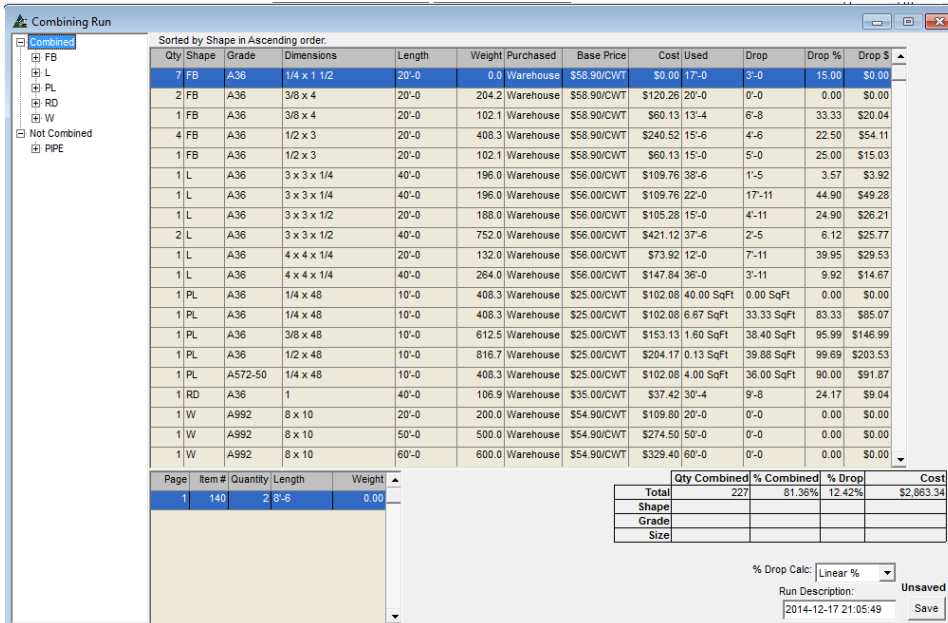 Combining Run
Combined
FB
L
PL
RD
W
Not Combined
PIPE
Sorted by Shape in Ascending order.
Qty Shape Grade Dimensions Length Weight Purchased Base Price Cost Used Drop Drop % Drop $
7 FB A36 1/4 x 1 1/2 20'-0 0.0 Warehouse $58.90/CWT $0.00 17'-0 3'-0 15.00 $0.00
2 FB A36 3/8 x 4 20'-0 204.2 Warehouse $58.90/CWT $120.26 20'-0 0'-0 0.00 $0.00
1 FB A36 3/8 x 4 20'-0 102.1 Warehouse $58.90/CWT $60.13 13'-4 6'-8 33.33 $20.04
4 FB A36 1/2 x 3 20'-0 408.3 Warehouse $58.90/CWT $240.52 15'-6 4'-6 22.50 $54.11
1 FB A36 1/2 x 3 20'-0 102.1 Warehouse $58.90/CWT $60.13 15'-0 5'-0 25.00 $15.03
1 L A36 3 x 3 x 1/4 40'-0 196.0 Warehouse $56.00/CWT $109.76 38'-6 1'-5 3.57 $3.92
1 L A36 3 x 3 x 1/4 40'-0 196.0 Warehouse $56.00/CWT $109.76 22'-0 17'-11 44.90 $49.28
1 L A36 3 x 3 x 1/2 20'-0 188.0 Warehouse $56.00/CWT $105.28 15'-0 4'-11 24.90 $26.21
2 L A36 3 x 3 x 1/2 40'-0 752.0 Warehouse $56.00/CWT $421.12 37'-6 2'-5 6.12 $25.77
1 L A36 4 x 4 x 1/4 20'-0 132.0 Warehouse $56.00/CWT $73.92 12'-0 7'-11 39.95 $29.53
1 L A36 4 x 4 x 1/4 40'-0 264.0 Warehouse $56.00/CWT $147.84 36'-0 3'-11 9.92 $14.67
1 PL A36 1/4 x 48 10'-0 408.3 Warehouse $25.00/CWT $102.08 40.00 SqFt 0.00 SqFt 0.00 $0.00
1 PL A36 1/4 x 48 10'-0 408.3 Warehouse $25.00/CWT $102.08 6.67 SqFt 33.33 SqFt 83.33 $85.07
1 PL A36 3/8 x 48 10'-0 612.5 Warehouse $25.00/CWT $153.13 1.60 SqFt 38.40 SqFt 95.99 $146.99
1 PL A36 1/2 x 48 10'-0 816.7 Warehouse $25.00/CWT $204.17 0.13 SqFt 39.88 SqFt 99.69 $203.53
1 PL A572-50 1/4 x 48 10'-0 408.3 Warehouse $25.00/CWT $102.08 4.00 SqFt 36.00 SqFt 90.00 $91.87
1 RD A36 1 40'-0 106.9 Warehouse $35.00/CWT $37.42 30'-4 9'-8 24.17 $9.04
1 W A992 8 x 10 20'-0 200.0 Warehouse $54.90/CWT $109.80 20'-0 0'-0 0.00 $0.00
1 W A992 8 x 10 50'-0 500.0 Warehouse $54.90/CWT $274.50 50'-0 0'-0 0.00 $0.00
1 W A992 8 x 10 60'-0 600.0 Warehouse $54.90/CWT $329.40 60'-0 0'-0 0.00 $0.00
Page Item # Quantity Length Weight
1 140 2 8'-6 0.00
Qty Combined % Combined % Drop Cost
Total 227 81.36% 12.42% $2,863.34
Shape
Grade
Size
% Drop Calc: Linear %
Run Description: Unsaved
2014-12-17 21:05:49 Save